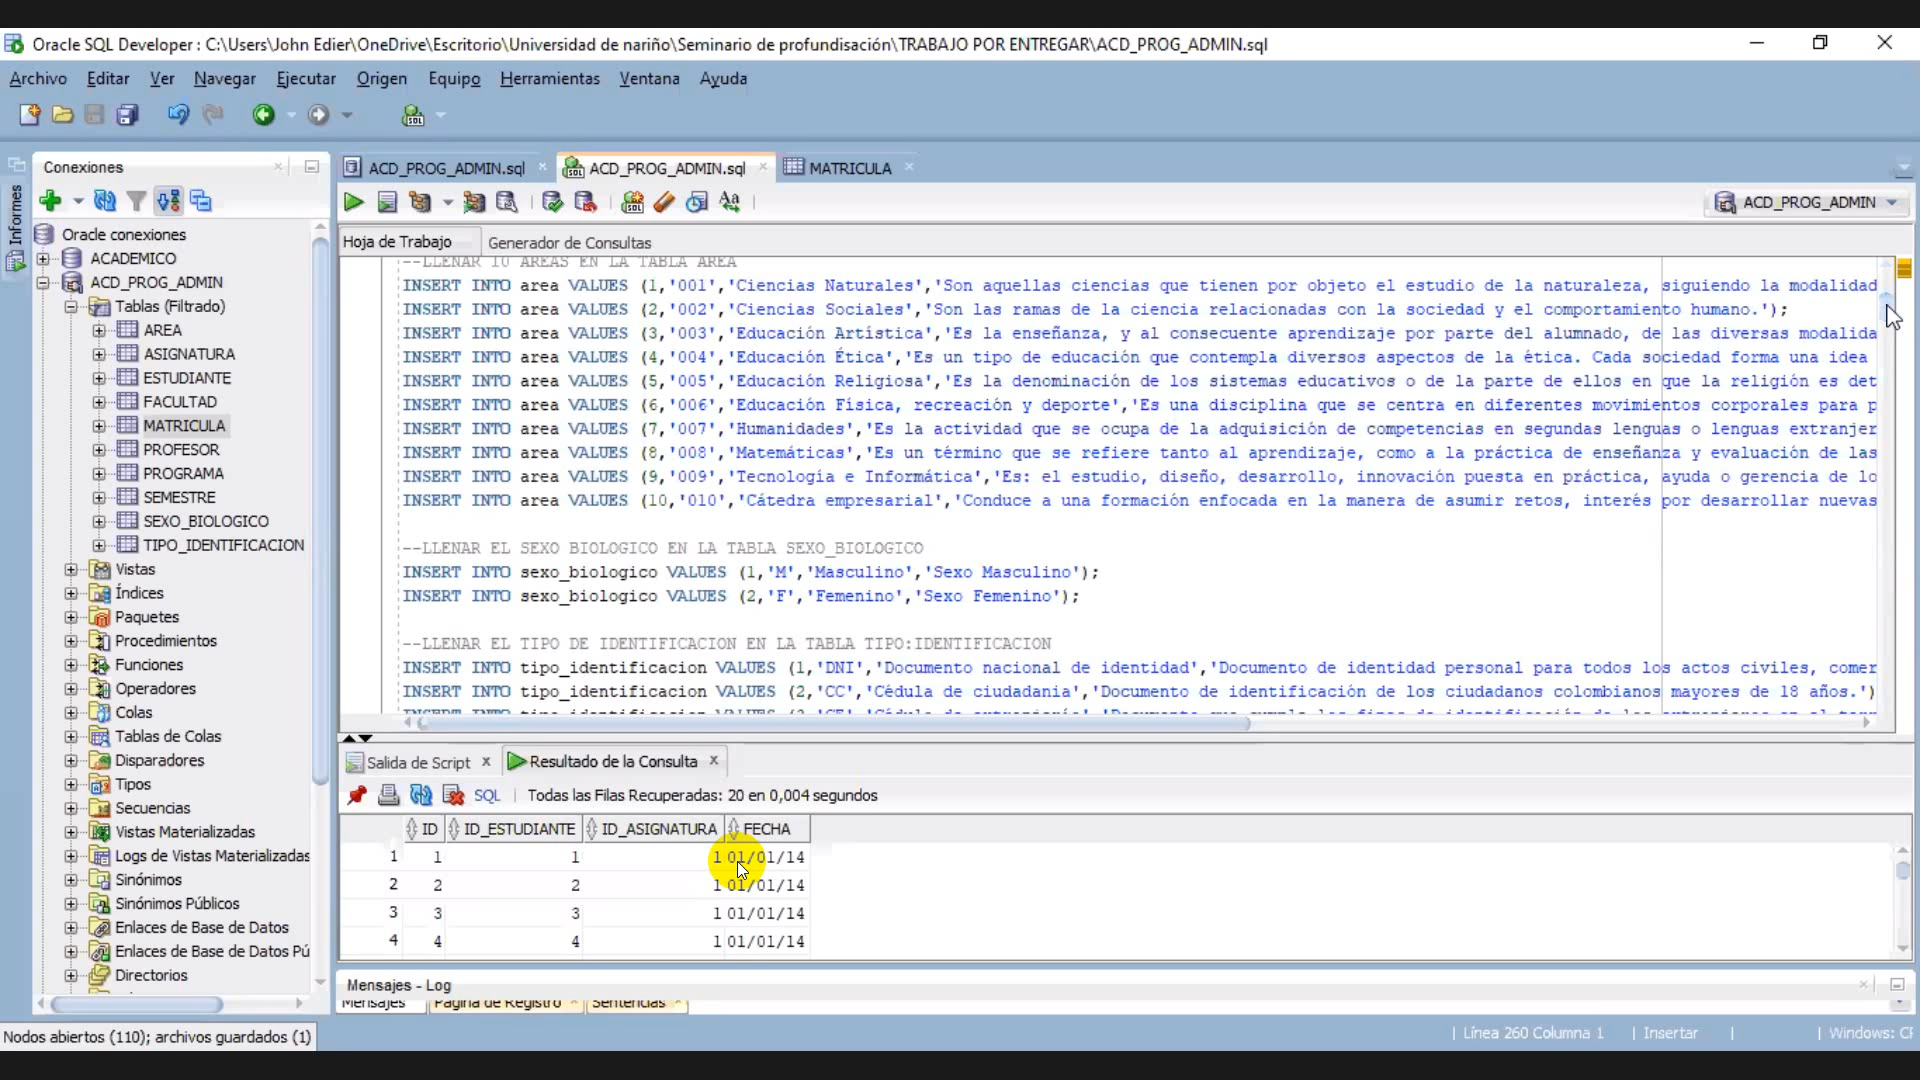 Oracle SQL Developer : C:\Users\John Edier\OneDrive\Escritorio\Universidad de nariño\Seminario de profundisación\TRABAJO POR ENTREGAR\ACD_PROG_ADMIN.sql
Archivo Editar Ver Navegar Ejecutar Origen Equipo Herramientas Ventana Ayuda
Informes
Conexiones
Oracle conexiones
ACADEMICO
ACD_PROG_ADMIN
Tablas (Filtrado)
AREA
ASIGNATURA
ESTUDIANTE
FACULTAD
MATRICULA
PROFESOR
PROGRAMA
SEMESTRE
SEXO_BIOLOGICO
TIPO_IDENTIFICACION
Vistas
Índices
Paquetes
Procedimientos
Funciones
Operadores
Colas
Tablas de Colas
Disparadores
Tipos
Secuencias
Vistas Materializadas
Logs de Vistas Materializadas
Sinónimos
Sinónimos Públicos
Enlaces de Base de Datos
Enlaces de Base de Datos Pú
Directorios
ACD_PROG_ADMIN.sql ACD_PROG_ADMIN.sql MATRICULA
ACD_PROG_ADMIN
Hoja de Trabajo Generador de Consultas
--LLENAR 10 AREAS EN LA TABLA AREA
INSERT INTO area VALUES (1,'001','Ciencias Naturales','Son aquellas ciencias que tienen por objeto el estudio de la naturaleza, siguiendo la modalidad
INSERT INTO area VALUES (2,'002','Ciencias Sociales','Son las ramas de la ciencia relacionadas con la sociedad y el comportamiento humano.');
INSERT INTO area VALUES (3,'003','Educación Artística','Es la enseñanza, y al consecuente aprendizaje por parte del alumnado, de las diversas modalida
INSERT INTO area VALUES (4,'004','Educación Ética','Es un tipo de educación que contempla diversos aspectos de la ética. Cada sociedad forma una idea
INSERT INTO area VALUES (5,'005','Educación Religiosa','Es la denominación de los sistemas educativos o de la parte de ellos en que la religión es det
INSERT INTO area VALUES (6,'006','Educación Física, recreación y deporte','Es una disciplina que se centra en diferentes movimientos corporales para p
INSERT INTO area VALUES (7,'007','Humanidades','Es la actividad que se ocupa de la adquisición de competencias en segundas lenguas o lenguas extranjer
INSERT INTO area VALUES (8,'008','Matemáticas','Es un término que se refiere tanto al aprendizaje, como a la práctica de enseñanza y evaluación de las
INSERT INTO area VALUES (9,'009','Tecnología e Informática','Es: el estudio, diseño, desarrollo, innovación puesta en práctica, ayuda o gerencia de lo
INSERT INTO area VALUES (10,'010','Cátedra empresarial','Conduce a una formación enfocada en la manera de asumir retos, interés por desarrollar nuevas
--LLENAR EL SEXO BIOLOGICO EN LA TABLA SEXO_BIOLOGICO
INSERT INTO sexo_biologico VALUES (1,'M','Masculino','Sexo Masculino');
INSERT INTO sexo_biologico VALUES (2,'F','Femenino','Sexo Femenino');
--LLENAR EL TIPO DE IDENTIFICACION EN LA TABLA TIPO:IDENTIFICACION
INSERT INTO tipo_identificacion VALUES (1,'DNI','Documento nacional de identidad','Documento de identidad personal para todos los actos civiles, comer
INSERT INTO tipo_identificacion VALUES (2,'CC','Cédula de ciudadania','Documento de identificación de los ciudadanos colombianos mayores de 18 años.')
Salida de Script Resultado de la Consulta
SQL Todas las Filas Recuperadas: 20 en 0,004 segundos
ID ID_ESTUDIANTE ID_ASIGNATURA FECHA
1 1 1 1 01/01/14
2 2 2 1 01/01/14
3 3 3 1 01/01/14
4 4 4 1 01/01/14
Mensajes - Log
Mensajes Página de Registro Sentencias
Nodos abiertos (110); archivos guardados (1)
Línea 260 Columna 1 Insertar Windows: CF